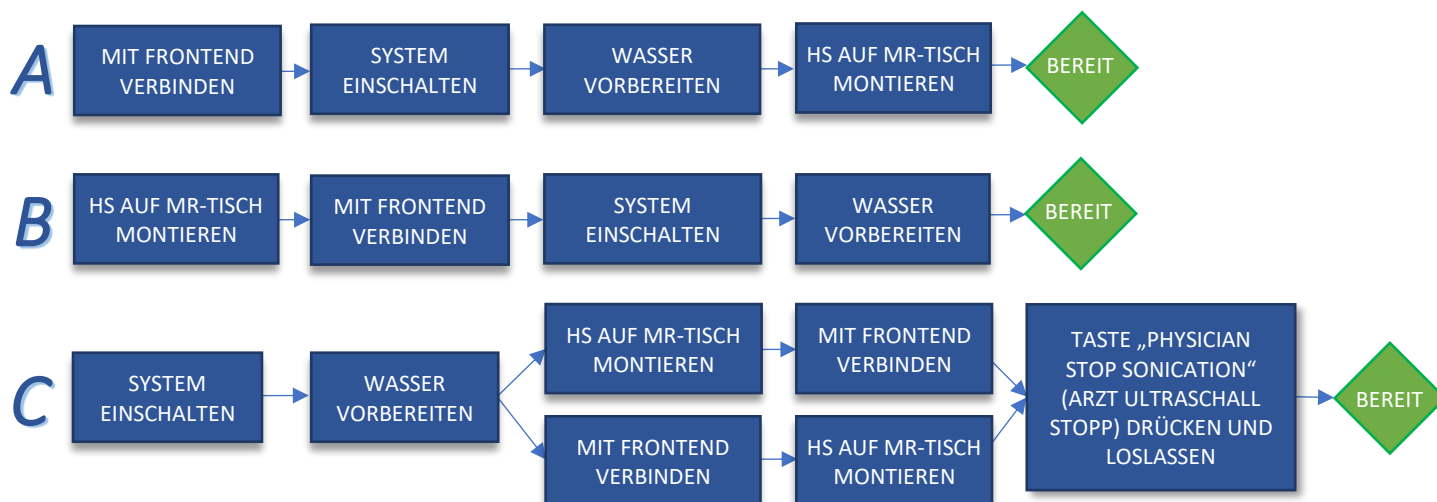 A
MIT FRONTEND
VERBINDEN
SYSTEM
EINSCHALTEN
WASSER
VORBEREITEN
HS AUF MR-TISCH
MONTIEREN
BEREIT
B
HS AUF MR-TISCH
MONTIEREN
MIT FRONTEND
VERBINDEN
SYSTEM
EINSCHALTEN
WASSER
VORBEREITEN
BEREIT
C
SYSTEM
EINSCHALTEN
WASSER
VORBEREITEN
HS AUF MR-TISCH
MONTIEREN
MIT FRONTEND
VERBINDEN
MIT FRONTEND
VERBINDEN
HS AUF MR-TISCH
MONTIEREN
TASTE „PHYSICIAN
STOP SONICATION“
(ARZT ULTRASCHALL
STOPP) DRÜCKEN UND
LOSLASSEN
BEREIT